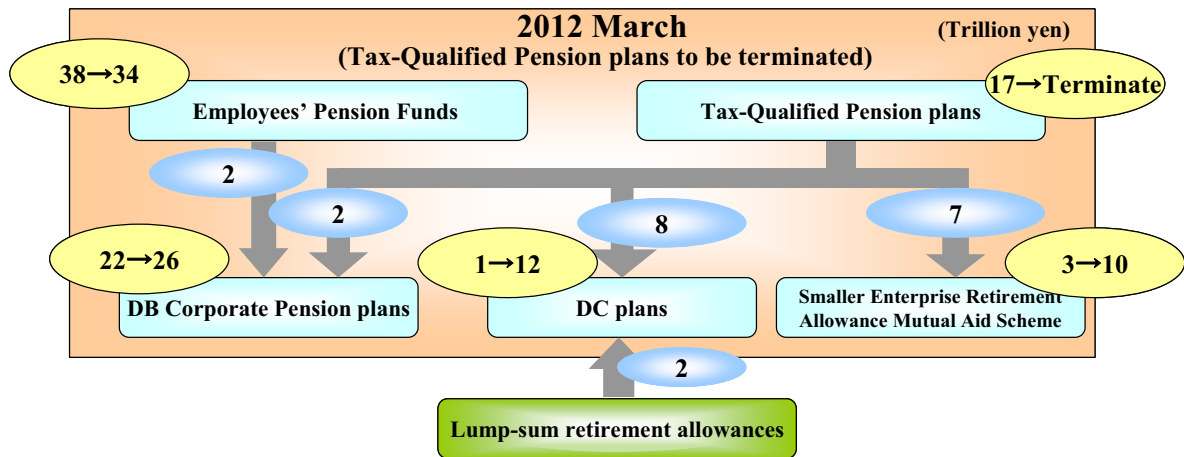 2012 March
(Trillion yen)
(Tax-Qualified Pension plans to be terminated)
38→34
17→Terminate
Employees’ Pension Funds
Tax-Qualified Pension plans
2
2
8
7
22→26
1→12
3→10
DB Corporate Pension plans
DC plans
Smaller Enterprise Retirement
Allowance Mutual Aid Scheme
2
Lump-sum retirement allowances